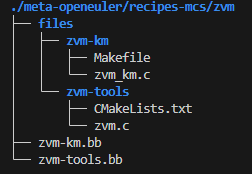 ./meta-openeuler/recipes-mcs/zvm
├── files
│   ├── zvm-km
│   │   ├── Makefile
│   │   └── zvm_km.c
│   └── zvm-tools
│       ├── CMakeLists.txt
│       └── zvm.c
├── zvm-km.bb
└── zvm-tools.bb